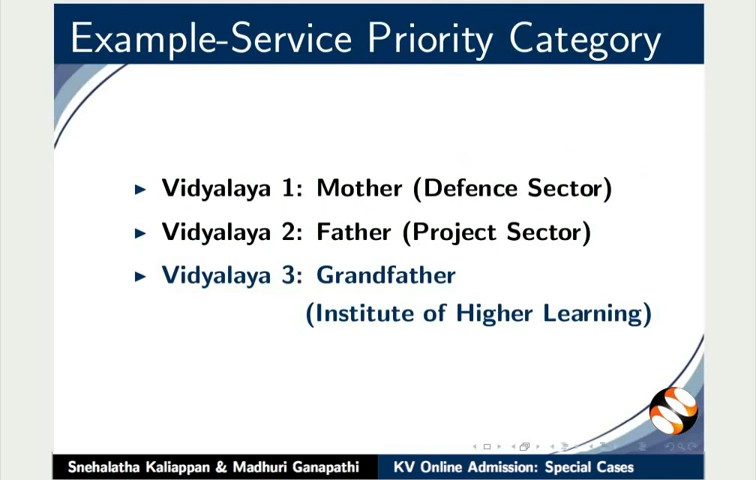 Example-Service Priority Category
Vidyalaya 1: Mother (Defence Sector)
Vidyalaya 2: Father (Project Sector)
Vidyalaya 3: Grandfather
(Institute of Higher Learning)
Snehalatha Kaliappan & Madhuri Ganapathi
KV Online Admission: Special Cases